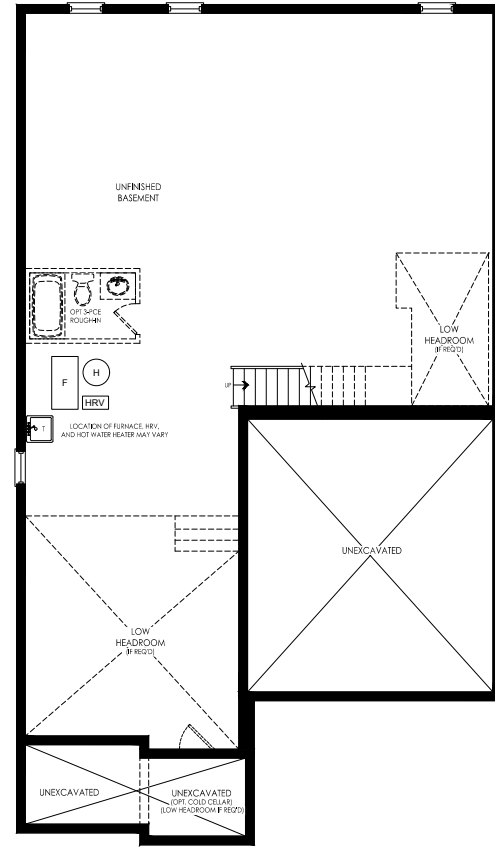 UNFINISHED
BASEMENT
OPT 3-PCE
ROUGH-IN
LOW
HEADROOM
(IF REQ'D)
F
H
HRV
UP
T
LOCATION OF FURNACE, HRV,
AND HOT WATER HEATER MAY VARY
UNEXCAVATED
LOW
HEADROOM
(IF REQ'D)
UNEXCAVATED
UNEXCAVATED
(OPT. COLD CELLAR)
(LOW HEADROOM IF REQ'D)